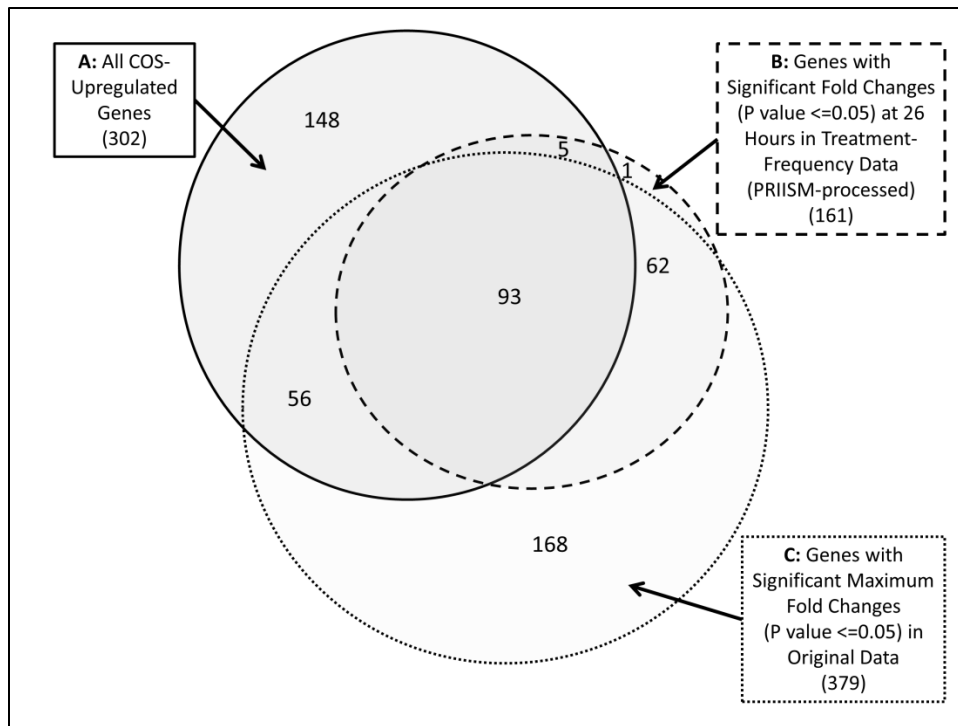 A: All COS-
Upregulated
Genes
(302)
B: Genes with
Significant Fold Changes
(P value <=0.05) at 26
Hours in Treatment-
Frequency Data
(PRIISM-processed)
(161)
148
5
1
62
93
56
168
C: Genes with
Significant Maximum
Fold Changes
(P value <=0.05) in
Original Data
(379)